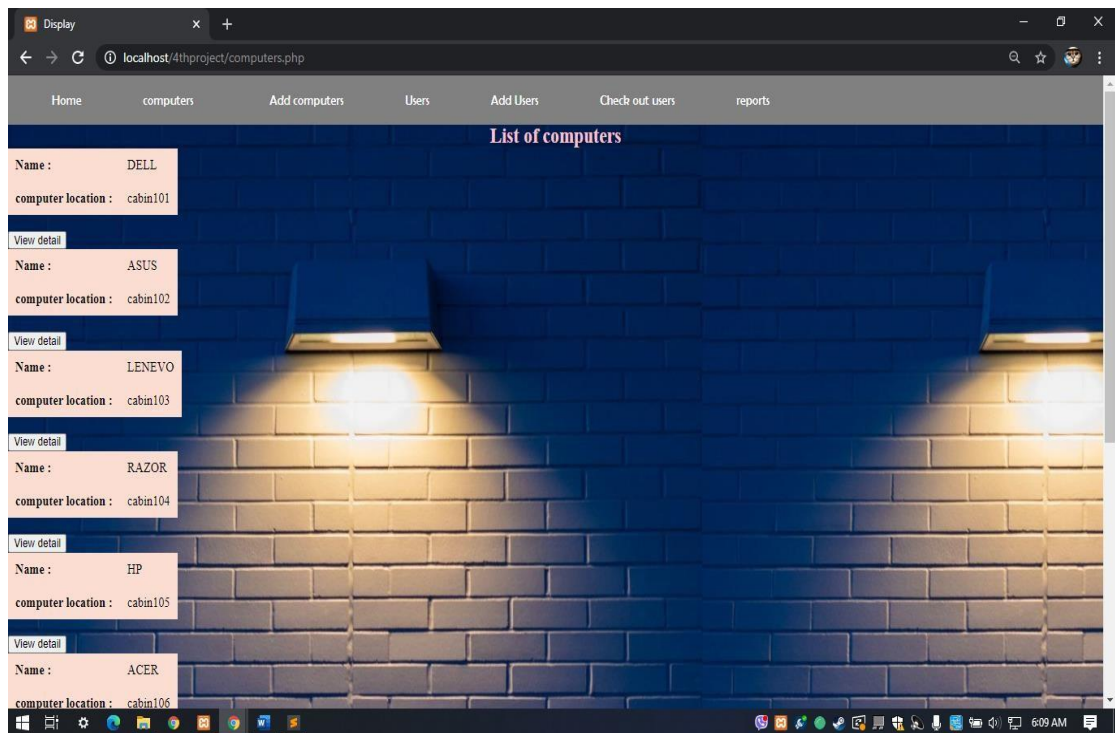 Display
localhost/4thproject/computers.php
Home computers Add computers Users Add Users Check out users reports
List of computers
Name : DELL
computer location : cabin101
View detail
Name : ASUS
computer location : cabin102
View detail
Name : LENEVO
computer location : cabin103
View detail
Name : RAZOR
computer location : cabin104
View detail
Name : HP
computer location : cabin105
View detail
Name : ACER
computer location : cabin106
6:09 AM